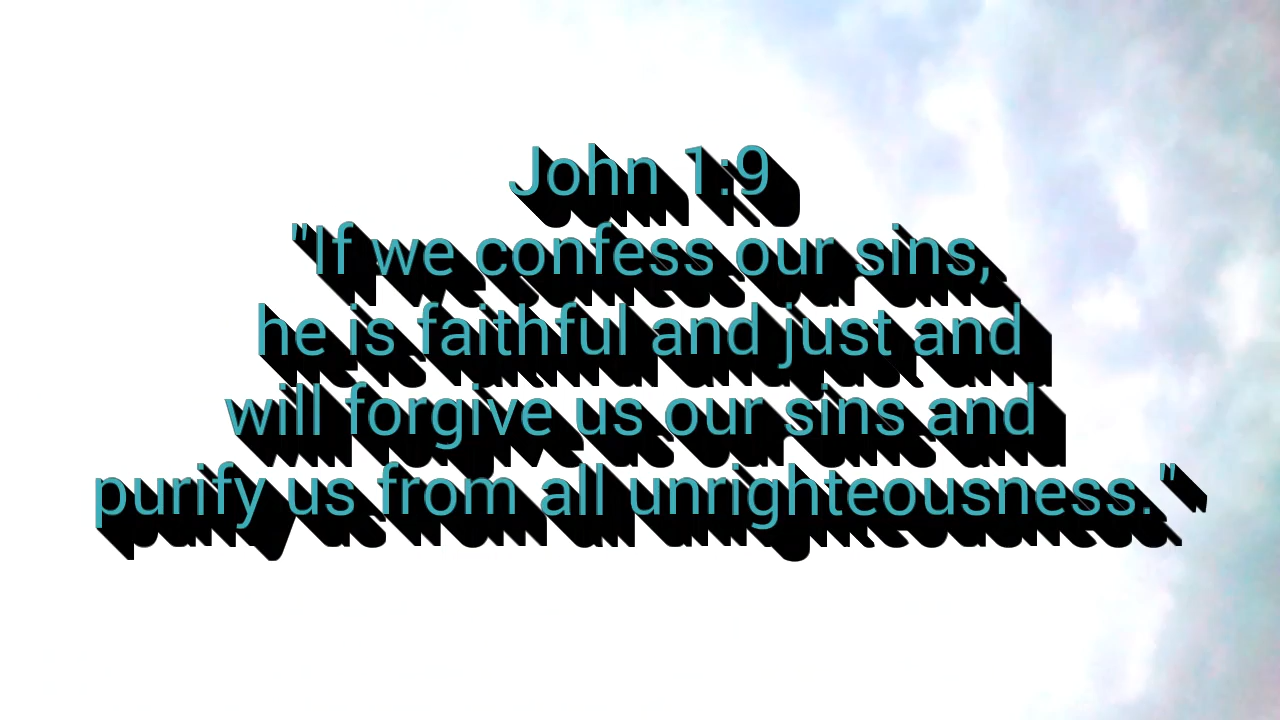 John 1:9
"If we confess our sins,
he is faithful and just and
will forgive us our sins and
purify us from all unrighteousness."